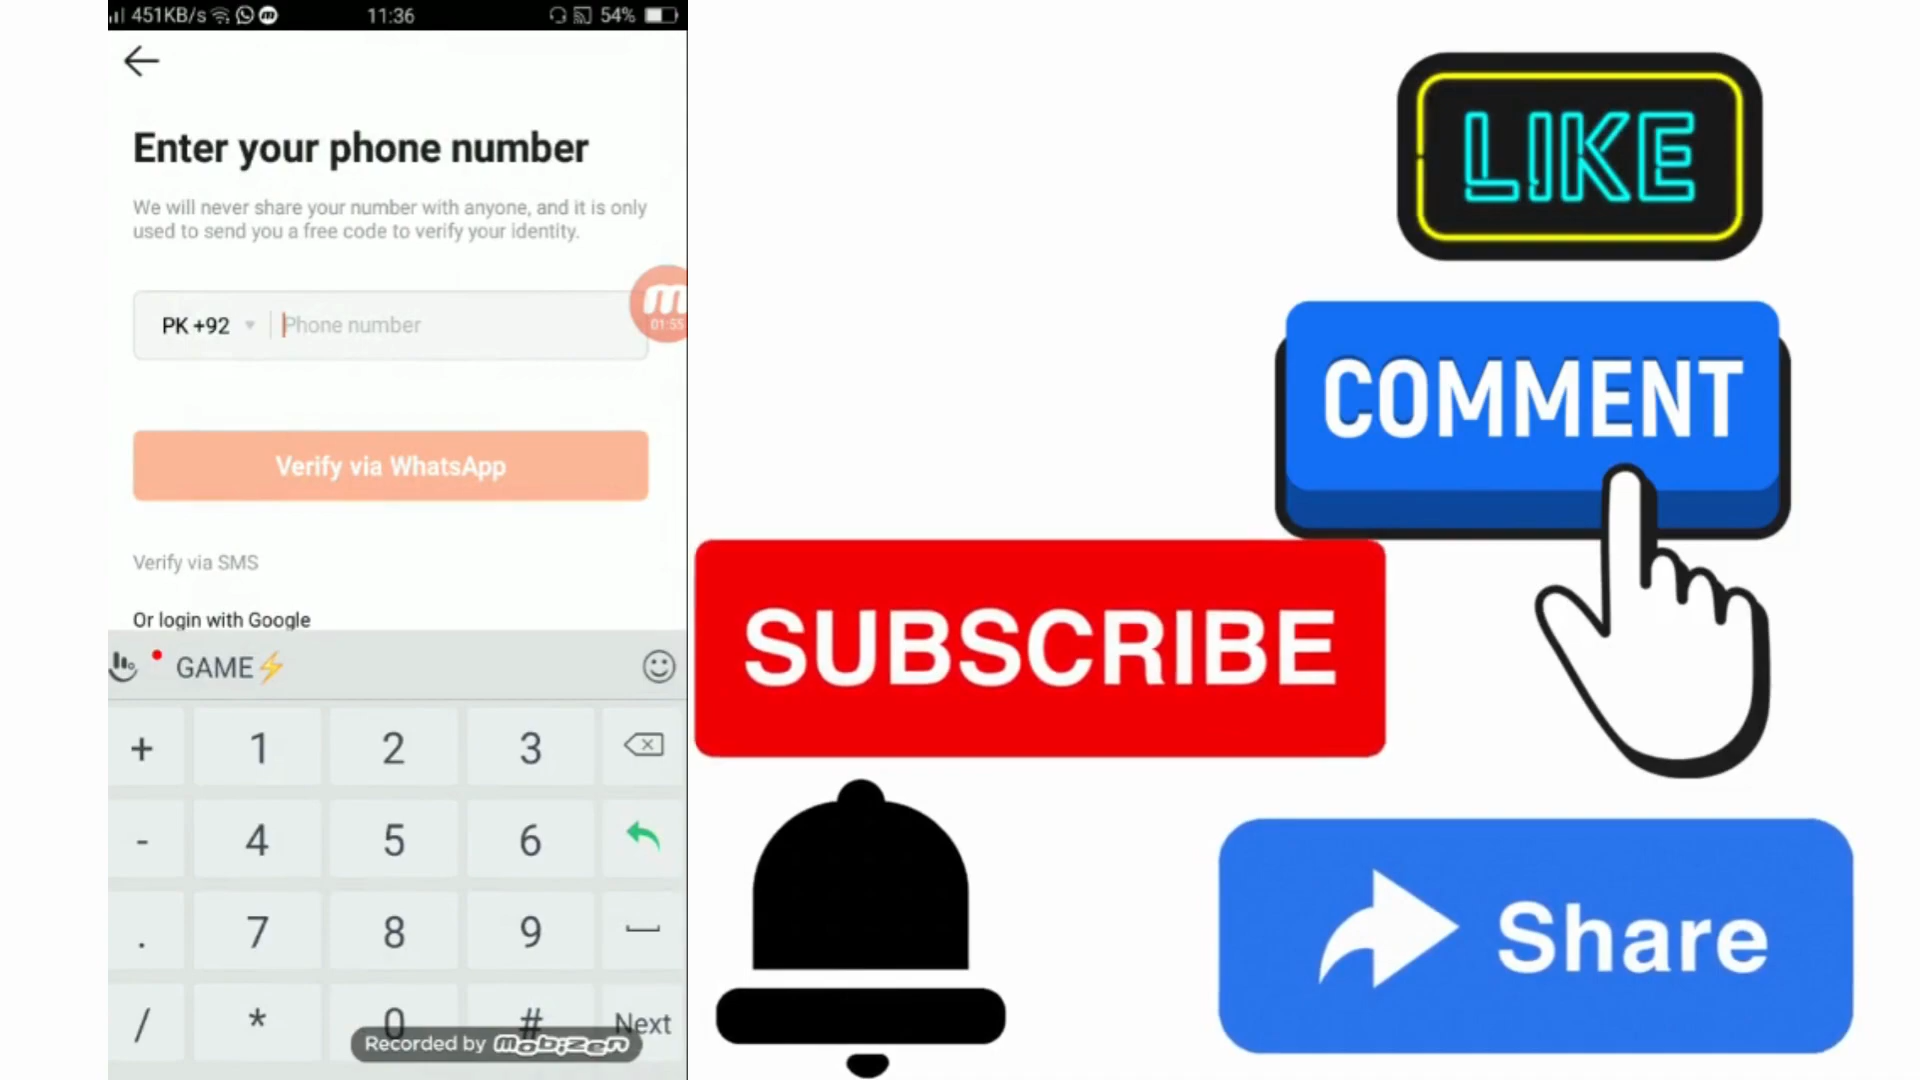 451KB/s 11:36 54%
Enter your phone number
We will never share your number with anyone, and it is only
used to send you a free code to verify your identity.
PK +92 Phone number
m
01:55
Verify via WhatsApp
Verify via SMS
Or login with Google
GAME⚡
+ 1 2 3
- 4 5 6
. 7 8 9
/ * 0 # Next
Recorded by mobizen
LIKE
COMMENT
SUBSCRIBE
Share